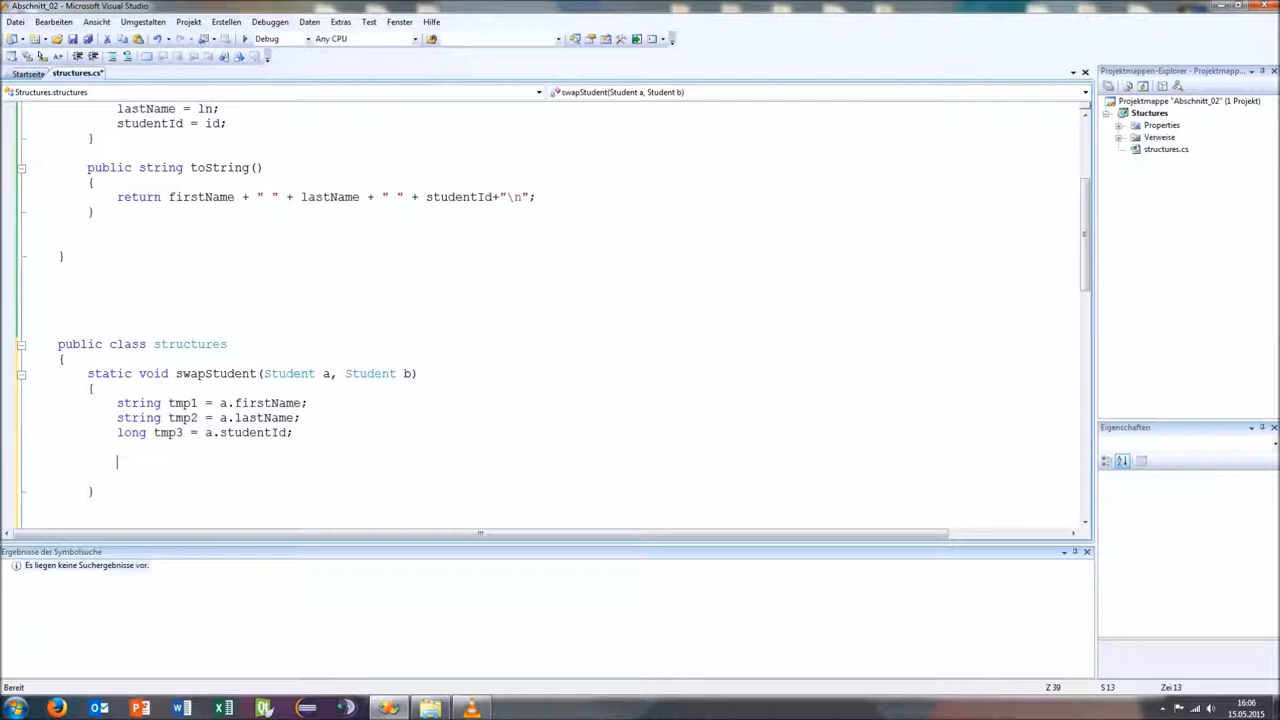 Abschnitt_02 - Microsoft Visual Studio
Datei Bearbeiten Ansicht Umgestalten Projekt Erstellen Debuggen Daten Extras Test Fenster Hilfe
Debug Any CPU
Startseite structures.cs*
Structures.structures swapStudent(Student a, Student b)
lastName = ln;
studentId = id;
}
public string toString()
{
return firstName + " " + lastName + " " + studentId+"\n";
}
}
public class structures
{
static void swapStudent(Student a, Student b)
{
string tmp1 = a.firstName;
string tmp2 = a.lastName;
long tmp3 = a.studentId;
}
Projektmappen-Explorer - Projektmapp...
Projektmappe "Abschnitt_02" (1 Projekt)
Stuctures
Properties
Verweise
structures.cs
Eigenschaften
Ergebnisse der Symbolsuche
Es liegen keine Suchergebnisse vor.
Bereit Z 39 S 13 Zei 13
16:06
15.05.2015